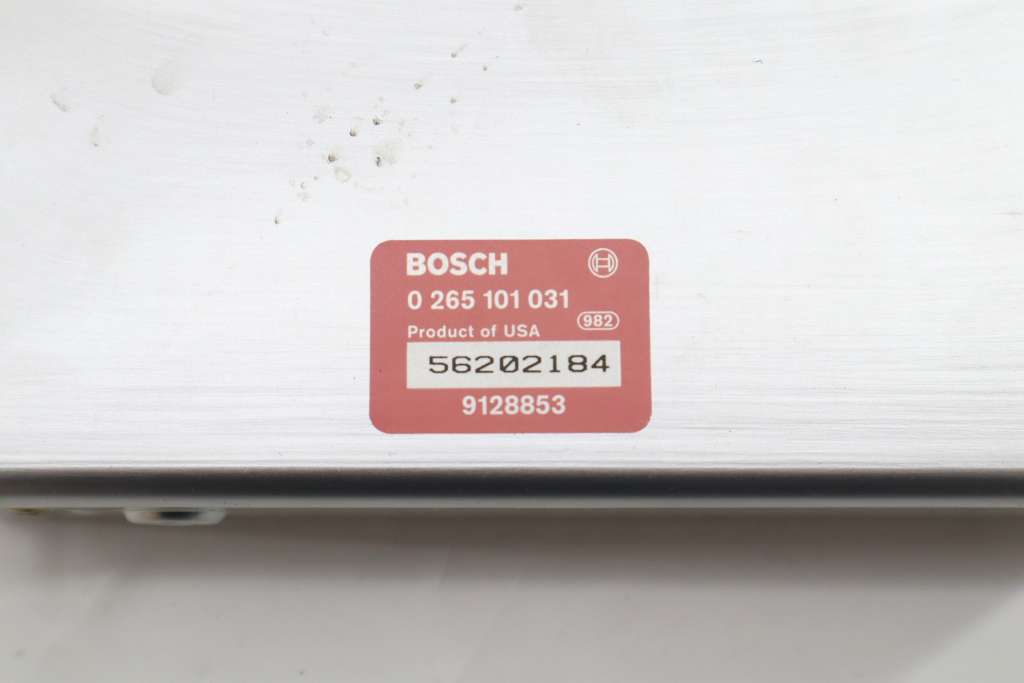 BOSCH
0 265 101 031
Product of USA 982
56202184
9128853